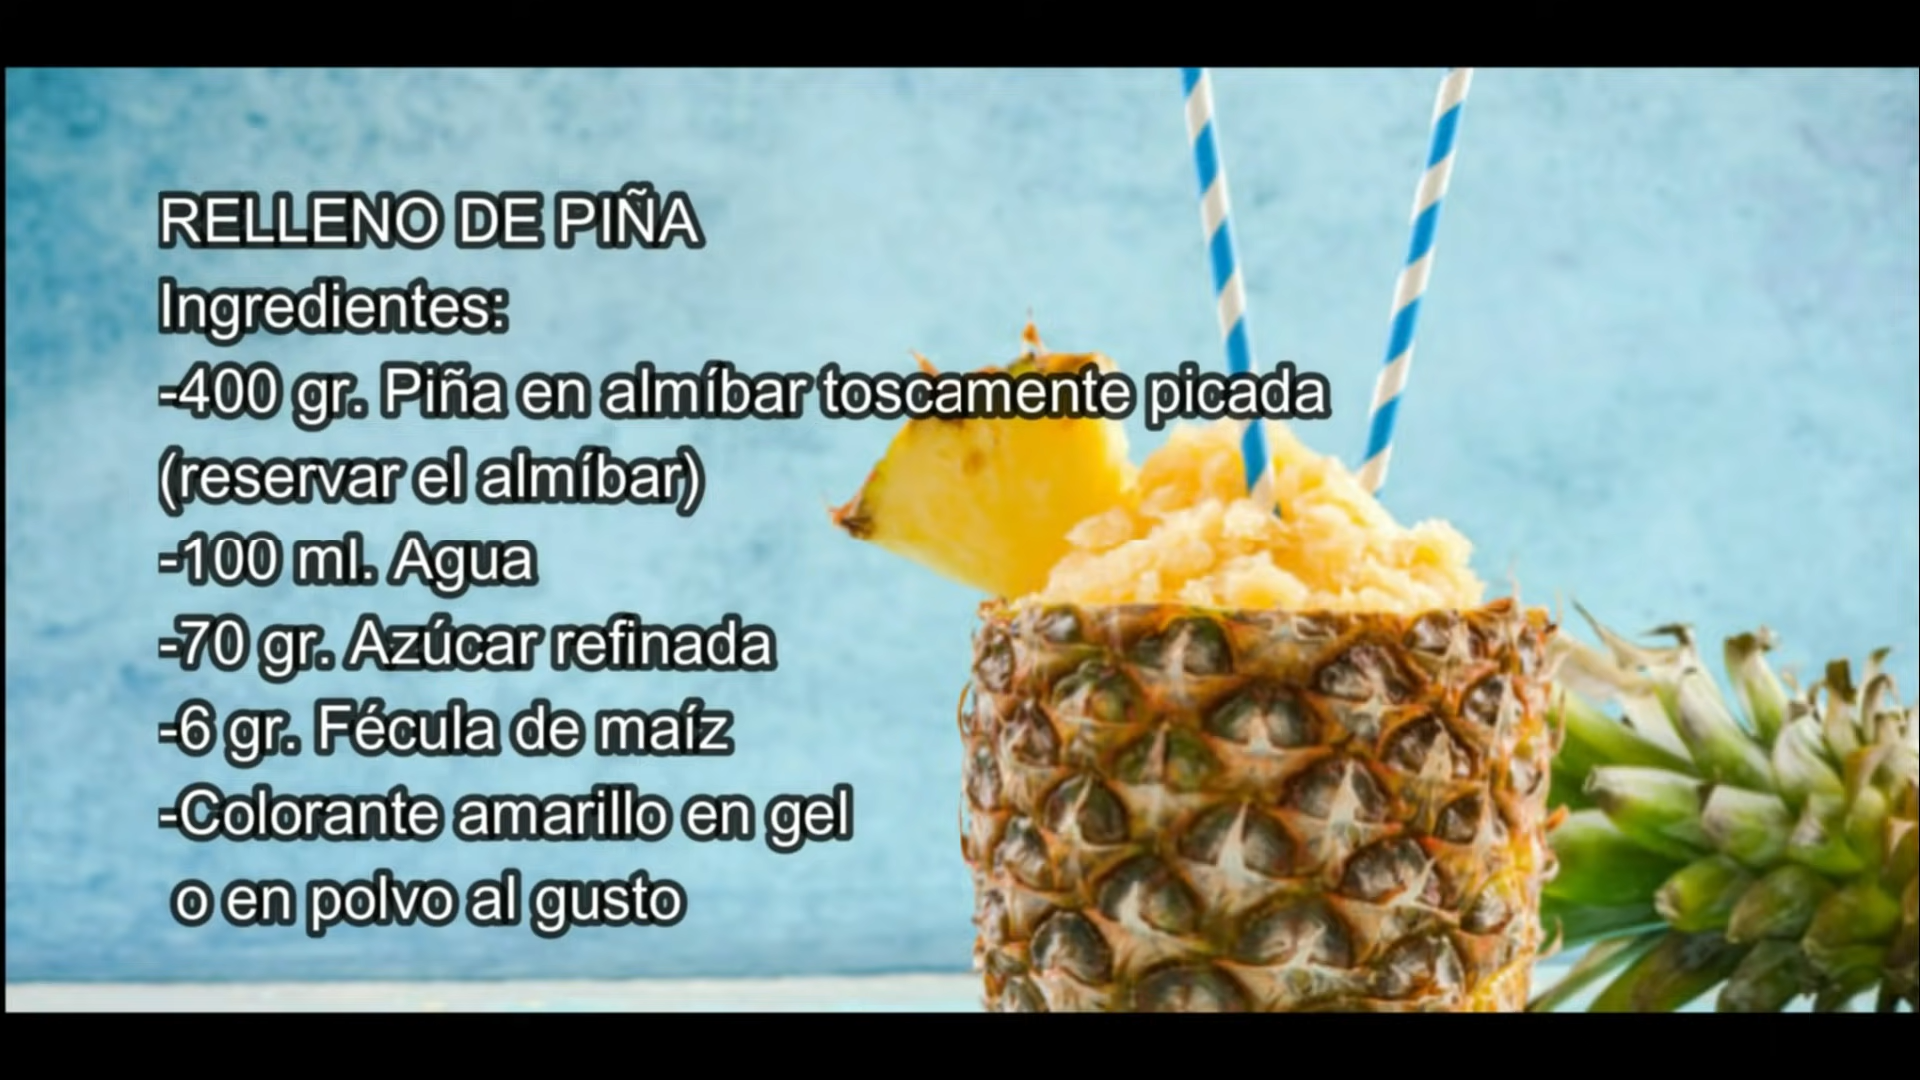 RELLENO DE PIÑA
Ingredientes:
-400 gr. Piña en almíbar toscamente picada
(reservar el almíbar)
-100 ml. Agua
-70 gr. Azúcar refinada
-6 gr. Fécula de maíz
-Colorante amarillo en gel
o en polvo al gusto